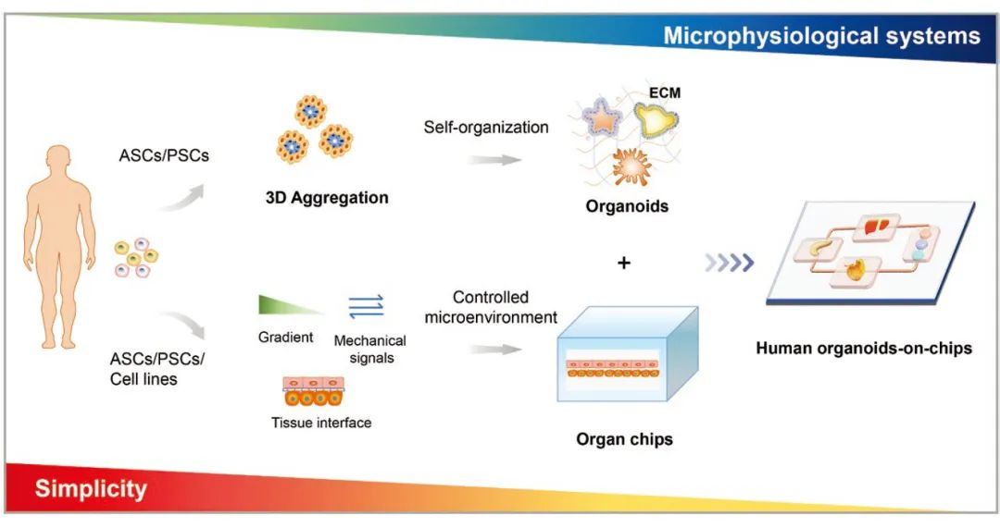 Microphysiological systems
ASCs/PSCs
3D Aggregation
Self-organization
ECM
Organoids
+
ASCs/PSCs/
Cell lines
Gradient
Mechanical
signals
Tissue interface
Controlled
microenvironment
Organ chips
Human organoids-on-chips
Simplicity